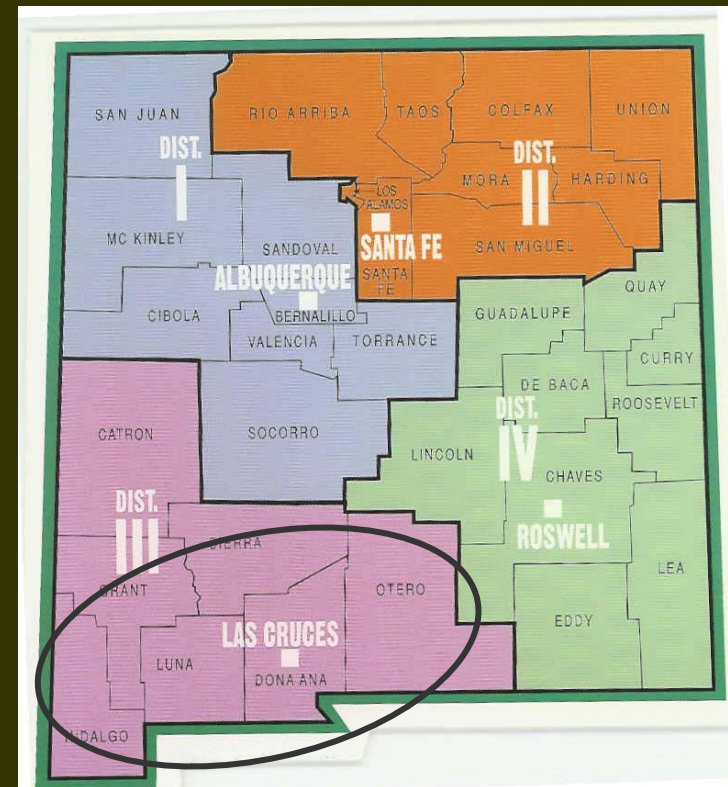 SAN JUAN
RIO ARRIBA
TAOS
COLFAX
UNION
DIST.
I
DIST.
II
MORA
HARDING
LOS
ALAMOS
MC KINLEY
SANDOVAL
SANTA FE
SAN MIGUEL
ALBUQUERQUE
SANTA
FE
QUAY
CIBOLA
BERNALILLO
GUADALUPE
VALENCIA
TORRANCE
CURRY
DE BACA
ROOSEVELT
CATRON
SOCORRO
DIST.
IV
LINCOLN
CHAVES
DIST.
III
ROSWELL
SIERRA
LEA
GRANT
OTERO
EDDY
LAS CRUCES
LUNA
DONA ANA
HIDALGO